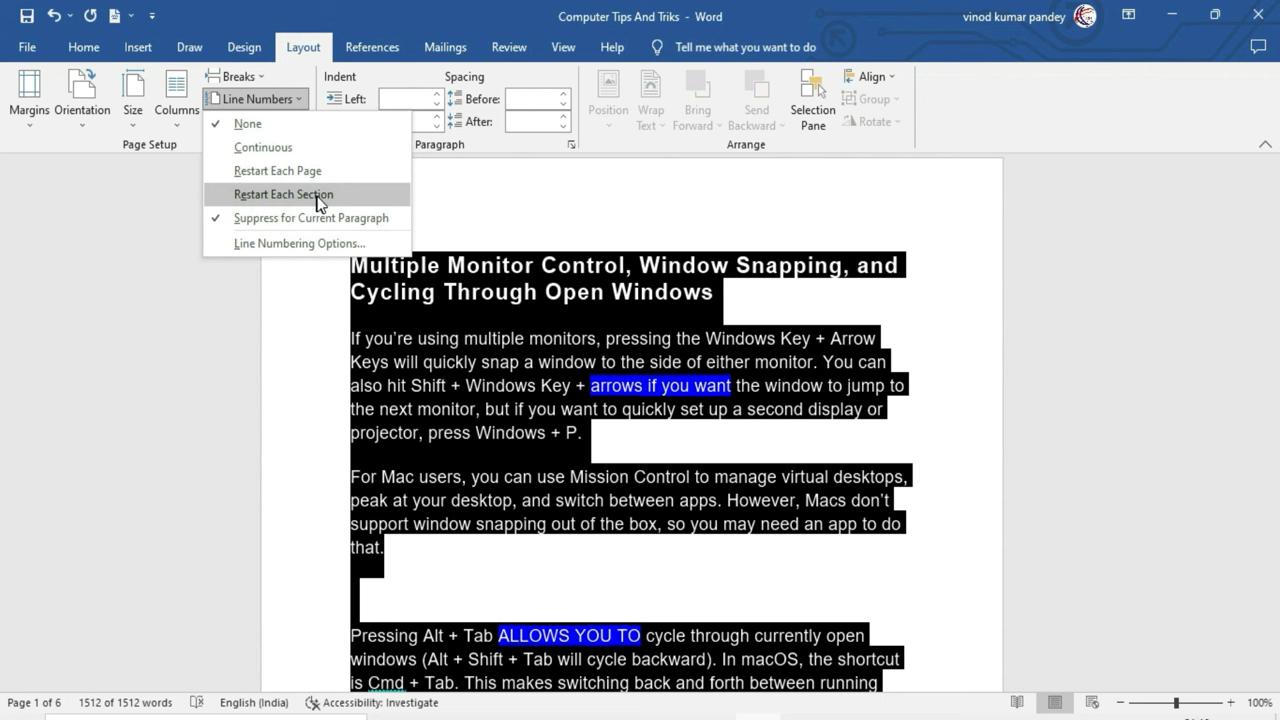 Computer Tips And Triks - Word
vinod kumar pandey
File Home Insert Draw Design Layout References Mailings Review View Help Tell me what you want to do
Margins
Orientation
Size
Columns
Breaks
Line Numbers
Page Setup
Indent
Left:
Spacing
Before:
After:
Paragraph
Position
Wrap Text
Bring Forward
Send Backward
Selection Pane
Align
Group
Rotate
Arrange
None
Continuous
Restart Each Page
Restart Each Section
Suppress for Current Paragraph
Line Numbering Options...
Multiple Monitor Control, Window Snapping, and
Cycling Through Open Windows
If you’re using multiple monitors, pressing the Windows Key + Arrow
Keys will quickly snap a window to the side of either monitor. You can
also hit Shift + Windows Key + arrows if you want the window to jump to
the next monitor, but if you want to quickly set up a second display or
projector, press Windows + P.
For Mac users, you can use Mission Control to manage virtual desktops,
peak at your desktop, and switch between apps. However, Macs don’t
support window snapping out of the box, so you may need an app to do
that.
Pressing Alt + Tab ALLOWS YOU TO cycle through currently open
windows (Alt + Shift + Tab will cycle backward). In macOS, the shortcut
is Cmd + Tab. This makes switching back and forth between running
Page 1 of 6 1512 of 1512 words English (India) Accessibility: Investigate 100%